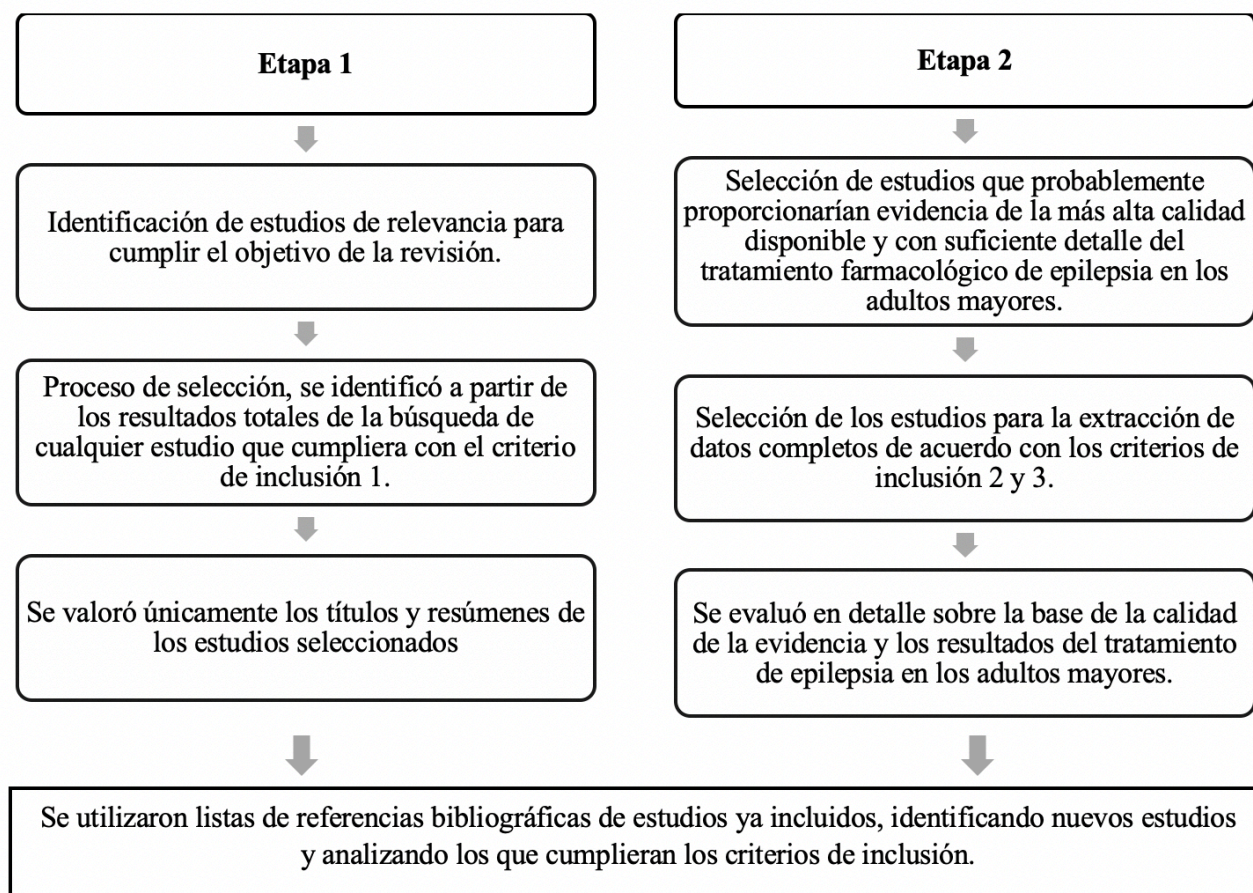 Etapa 1
Identificación de estudios de relevancia para
cumplir el objetivo de la revisión.
Proceso de selección, se identificó a partir de
los resultados totales de la búsqueda de
cualquier estudio que cumpliera con el criterio
de inclusión 1.
Se valoró únicamente los títulos y resúmenes de
los estudios seleccionados
Etapa 2
Selección de estudios que probablemente
proporcionarían evidencia de la más alta calidad
disponible y con suficiente detalle del
tratamiento farmacológico de epilepsia en los
adultos mayores.
Selección de los estudios para la extracción de
datos completos de acuerdo con los criterios de
inclusión 2 y 3.
Se evaluó en detalle sobre la base de la calidad
de la evidencia y los resultados del tratamiento
de epilepsia en los adultos mayores.
Se utilizaron listas de referencias bibliográficas de estudios ya incluidos, identificando nuevos estudios
y analizando los que cumplieran los criterios de inclusión.